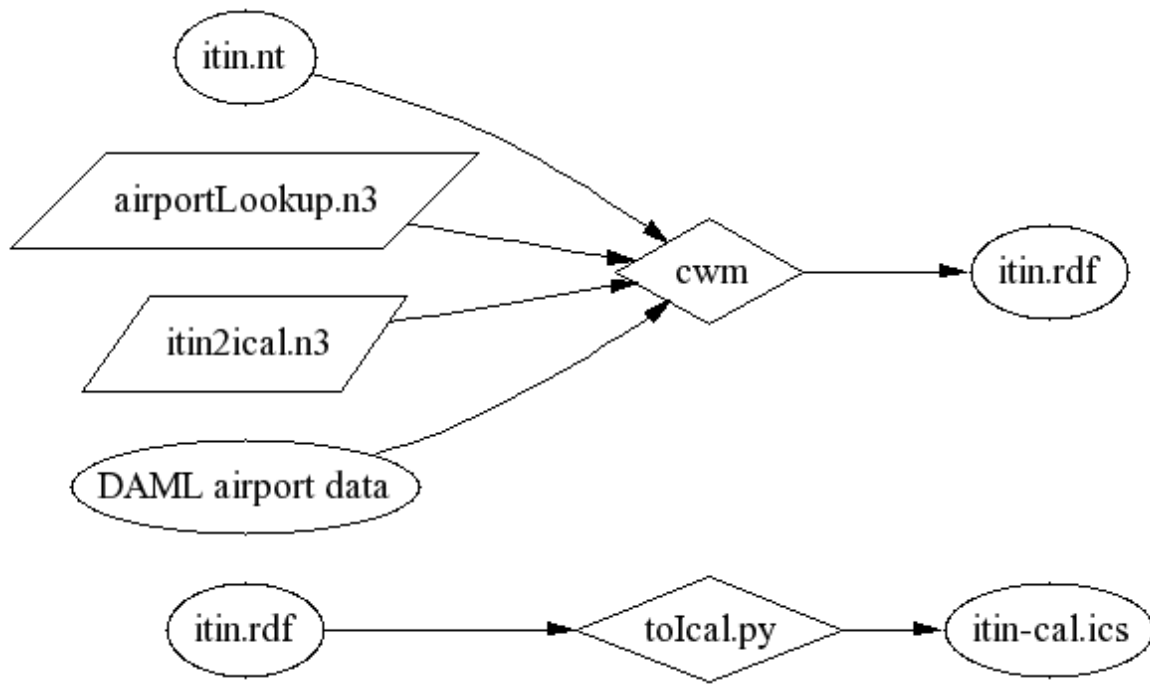 itin.nt
airportLookup.n3
cwm
itin.rdf
itin2ical.n3
DAML airport data
itin.rdf
toIcal.py
itin-cal.ics